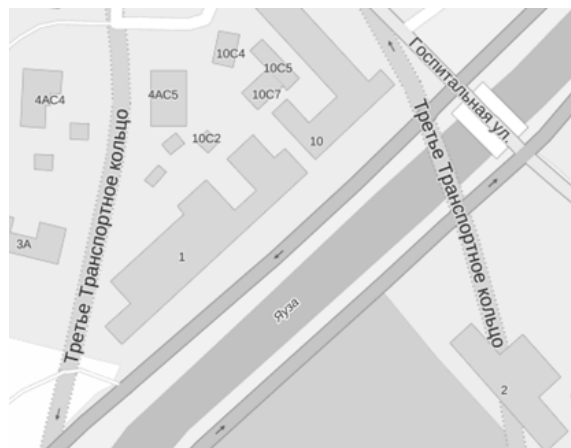 10С4
Госпитальная ул.
10С5
4АС4
4АС5
10С7
10С2
10
Третье Транспортное кольцо
Третье Транспортное кольцо
3А
1
Яуза
2